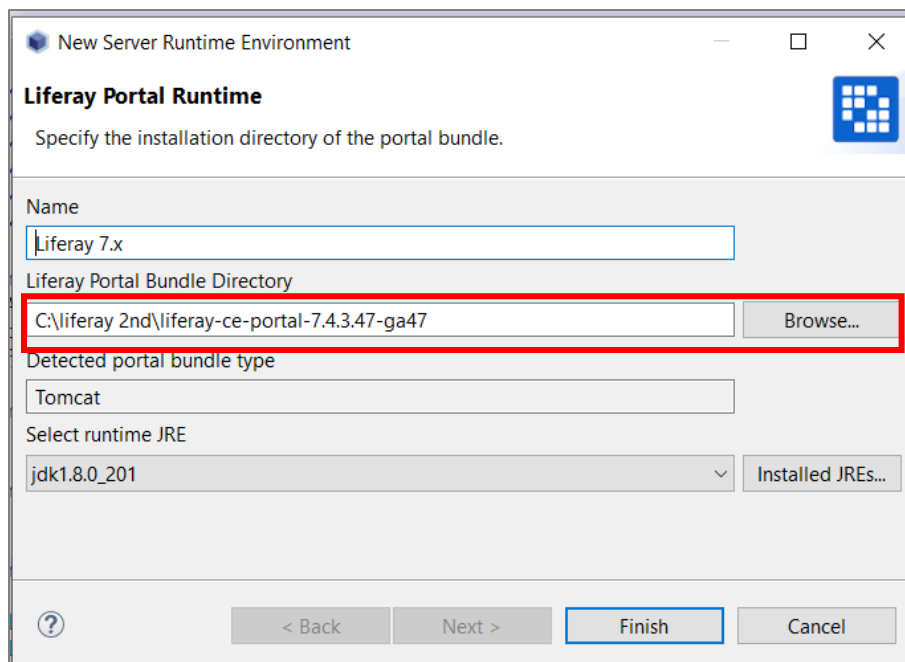 New Server Runtime Environment
Liferay Portal Runtime
Specify the installation directory of the portal bundle.
Name
Liferay 7.x
Liferay Portal Bundle Directory
C:\liferay 2nd\liferay-ce-portal-7.4.3.47-ga47
Browse...
Detected portal bundle type
Tomcat
Select runtime JRE
jdk1.8.0_201
Installed JREs...
?
< Back
Next >
Finish
Cancel